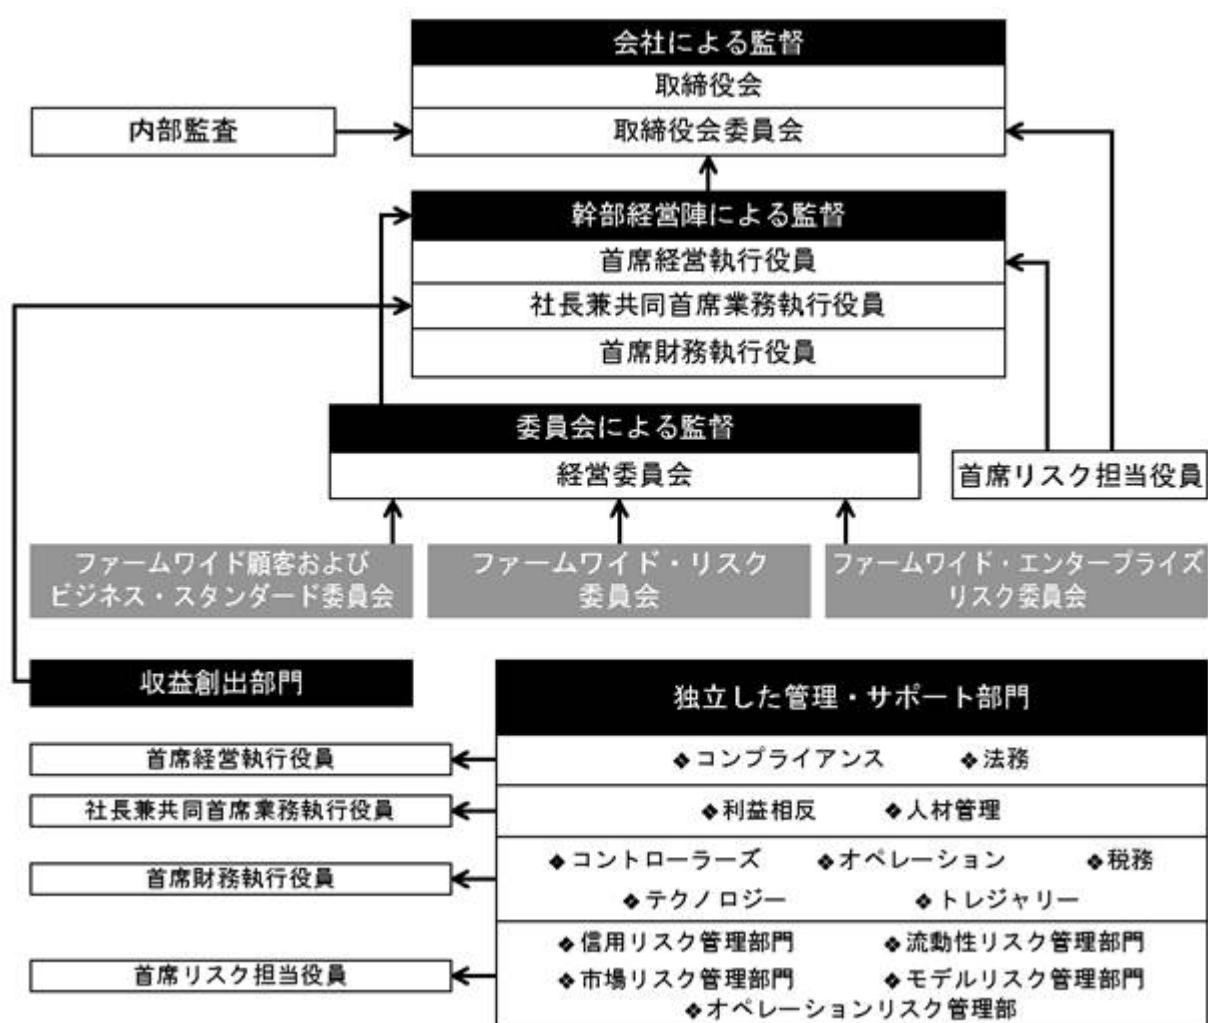 会社による監督
取締役会
内部監査
取締役会委員会
幹部経営陣による監督
首席経営執行役員
社長兼共同首席業務執行役員
首席財務執行役員
委員会による監督
経営委員会
首席リスク担当役員
ファームワイド顧客および
ビジネス・スタンダード委員会
ファームワイド・リスク
委員会
ファームワイド・エンタープライズ
リスク委員会
収益創出部門
独立した管理・サポート部門
首席経営執行役員
❖コンプライアンス ❖法務
社長兼共同首席業務執行役員
❖利益相反 ❖人材管理
首席財務執行役員
❖コントローラーズ ❖オペレーション ❖税務
❖テクノロジー ❖トレジャリー
首席リスク担当役員
❖信用リスク管理部門 ❖流動性リスク管理部門
❖市場リスク管理部門 ❖モデルリスク管理部門
❖オペレーションリスク管理部